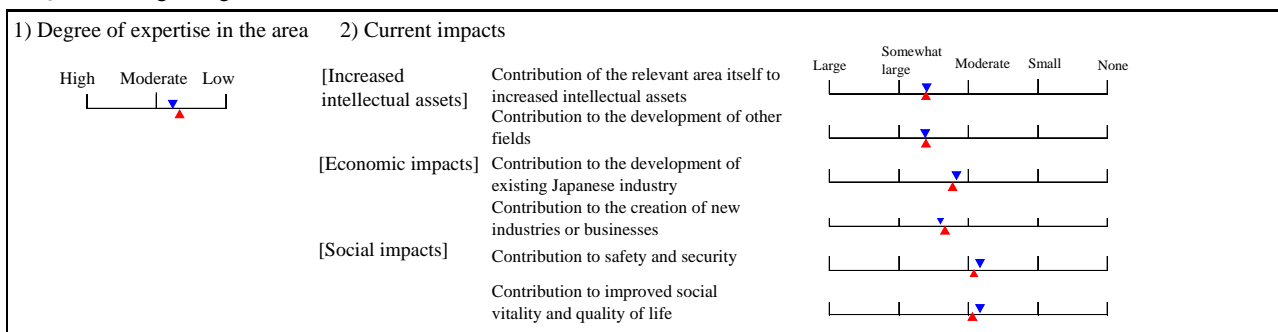 1) Degree of expertise in the area 2) Current impacts
High Moderate Low
[Increased
intellectual assets]
Contribution of the relevant area itself to
increased intellectual assets
Large
Somewhat
large
Moderate
Small
None
Contribution to the development of other
fields
[Economic impacts]
Contribution to the development of
existing Japanese industry
Contribution to the creation of new
industries or businesses
[Social impacts]
Contribution to safety and security
Contribution to improved social
vitality and quality of life